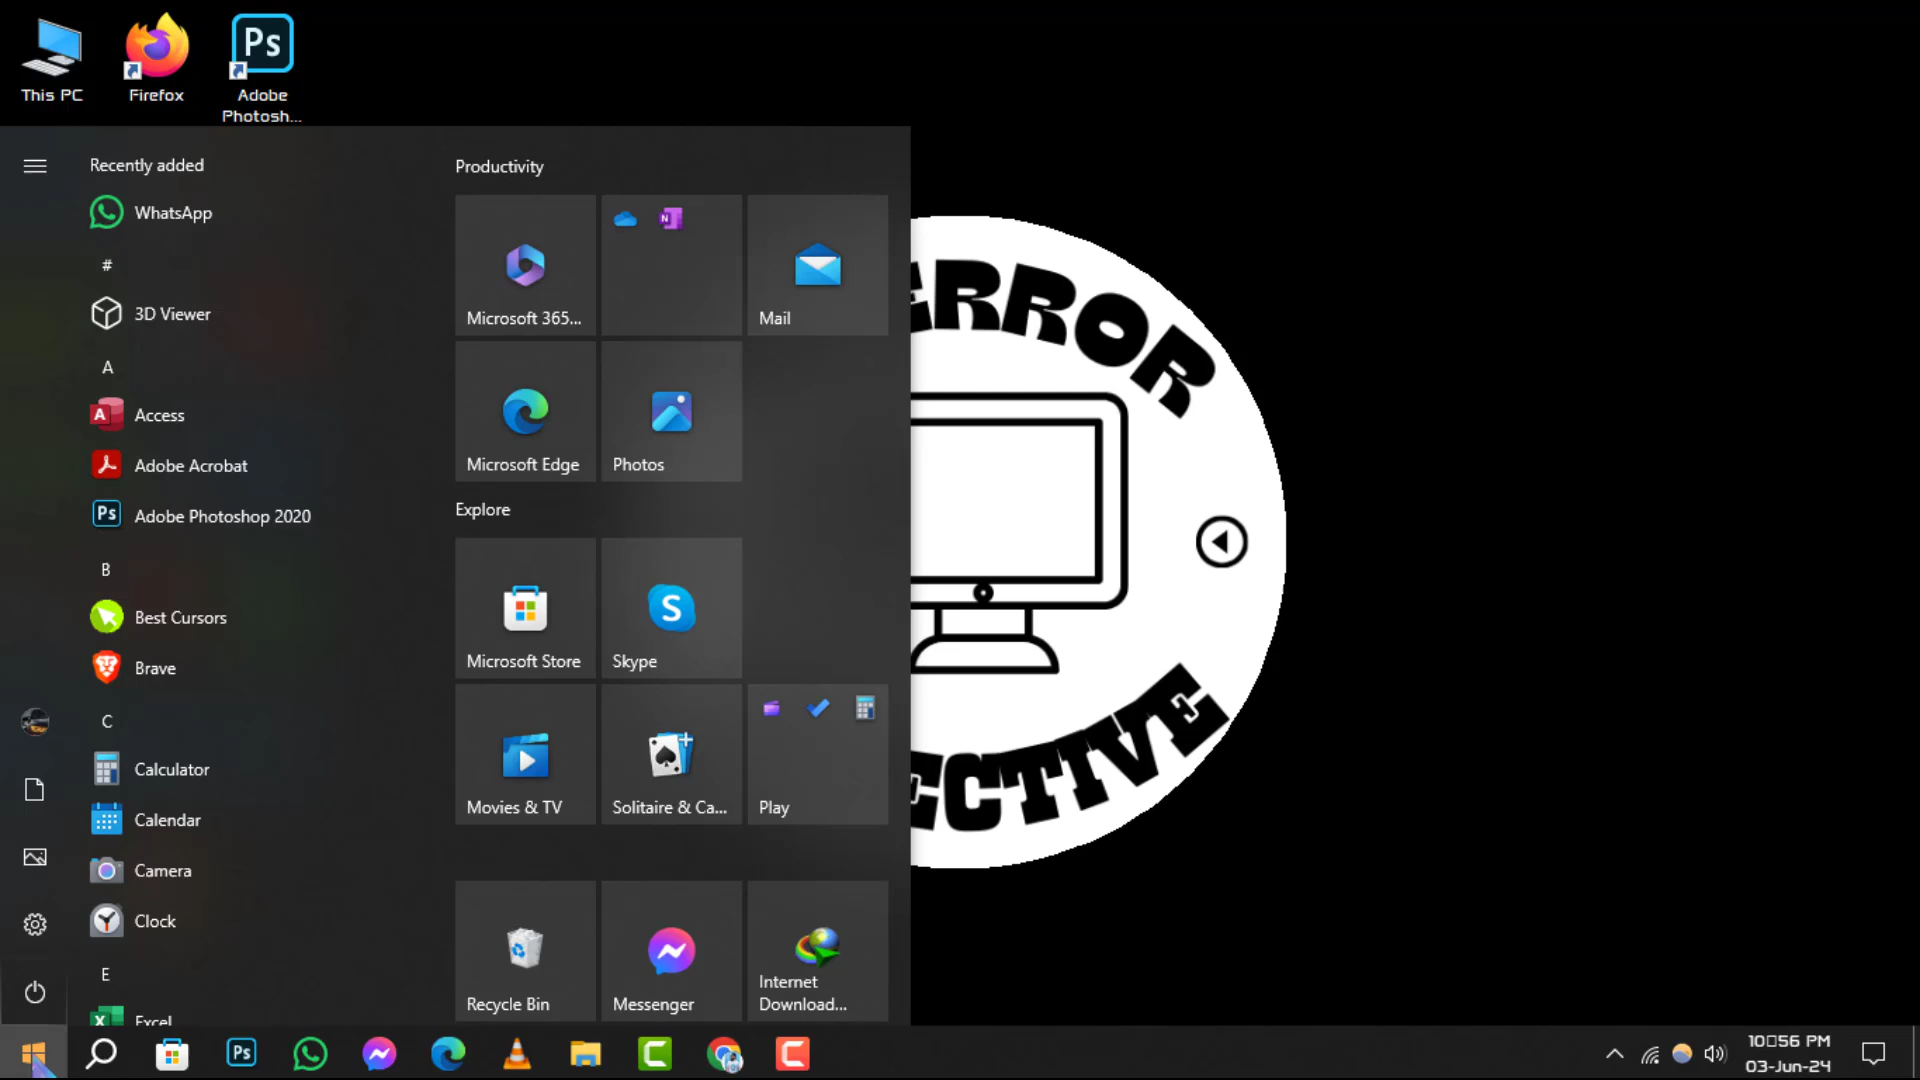 This PC
Firefox
Adobe
Photosh...
Recently added
WhatsApp
#
3D Viewer
A
Access
Adobe Acrobat
Adobe Photoshop 2020
B
Best Cursors
Brave
C
Calculator
Calendar
Camera
Clock
E
Excel
Productivity
Microsoft 365...
Mail
Microsoft Edge
Photos
Explore
Microsoft Store
Skype
Movies & TV
Solitaire & Ca...
Play
Recycle Bin
Messenger
Internet
Download...
ERROR
ECTIVE
10□56 PM
03-Jun-24